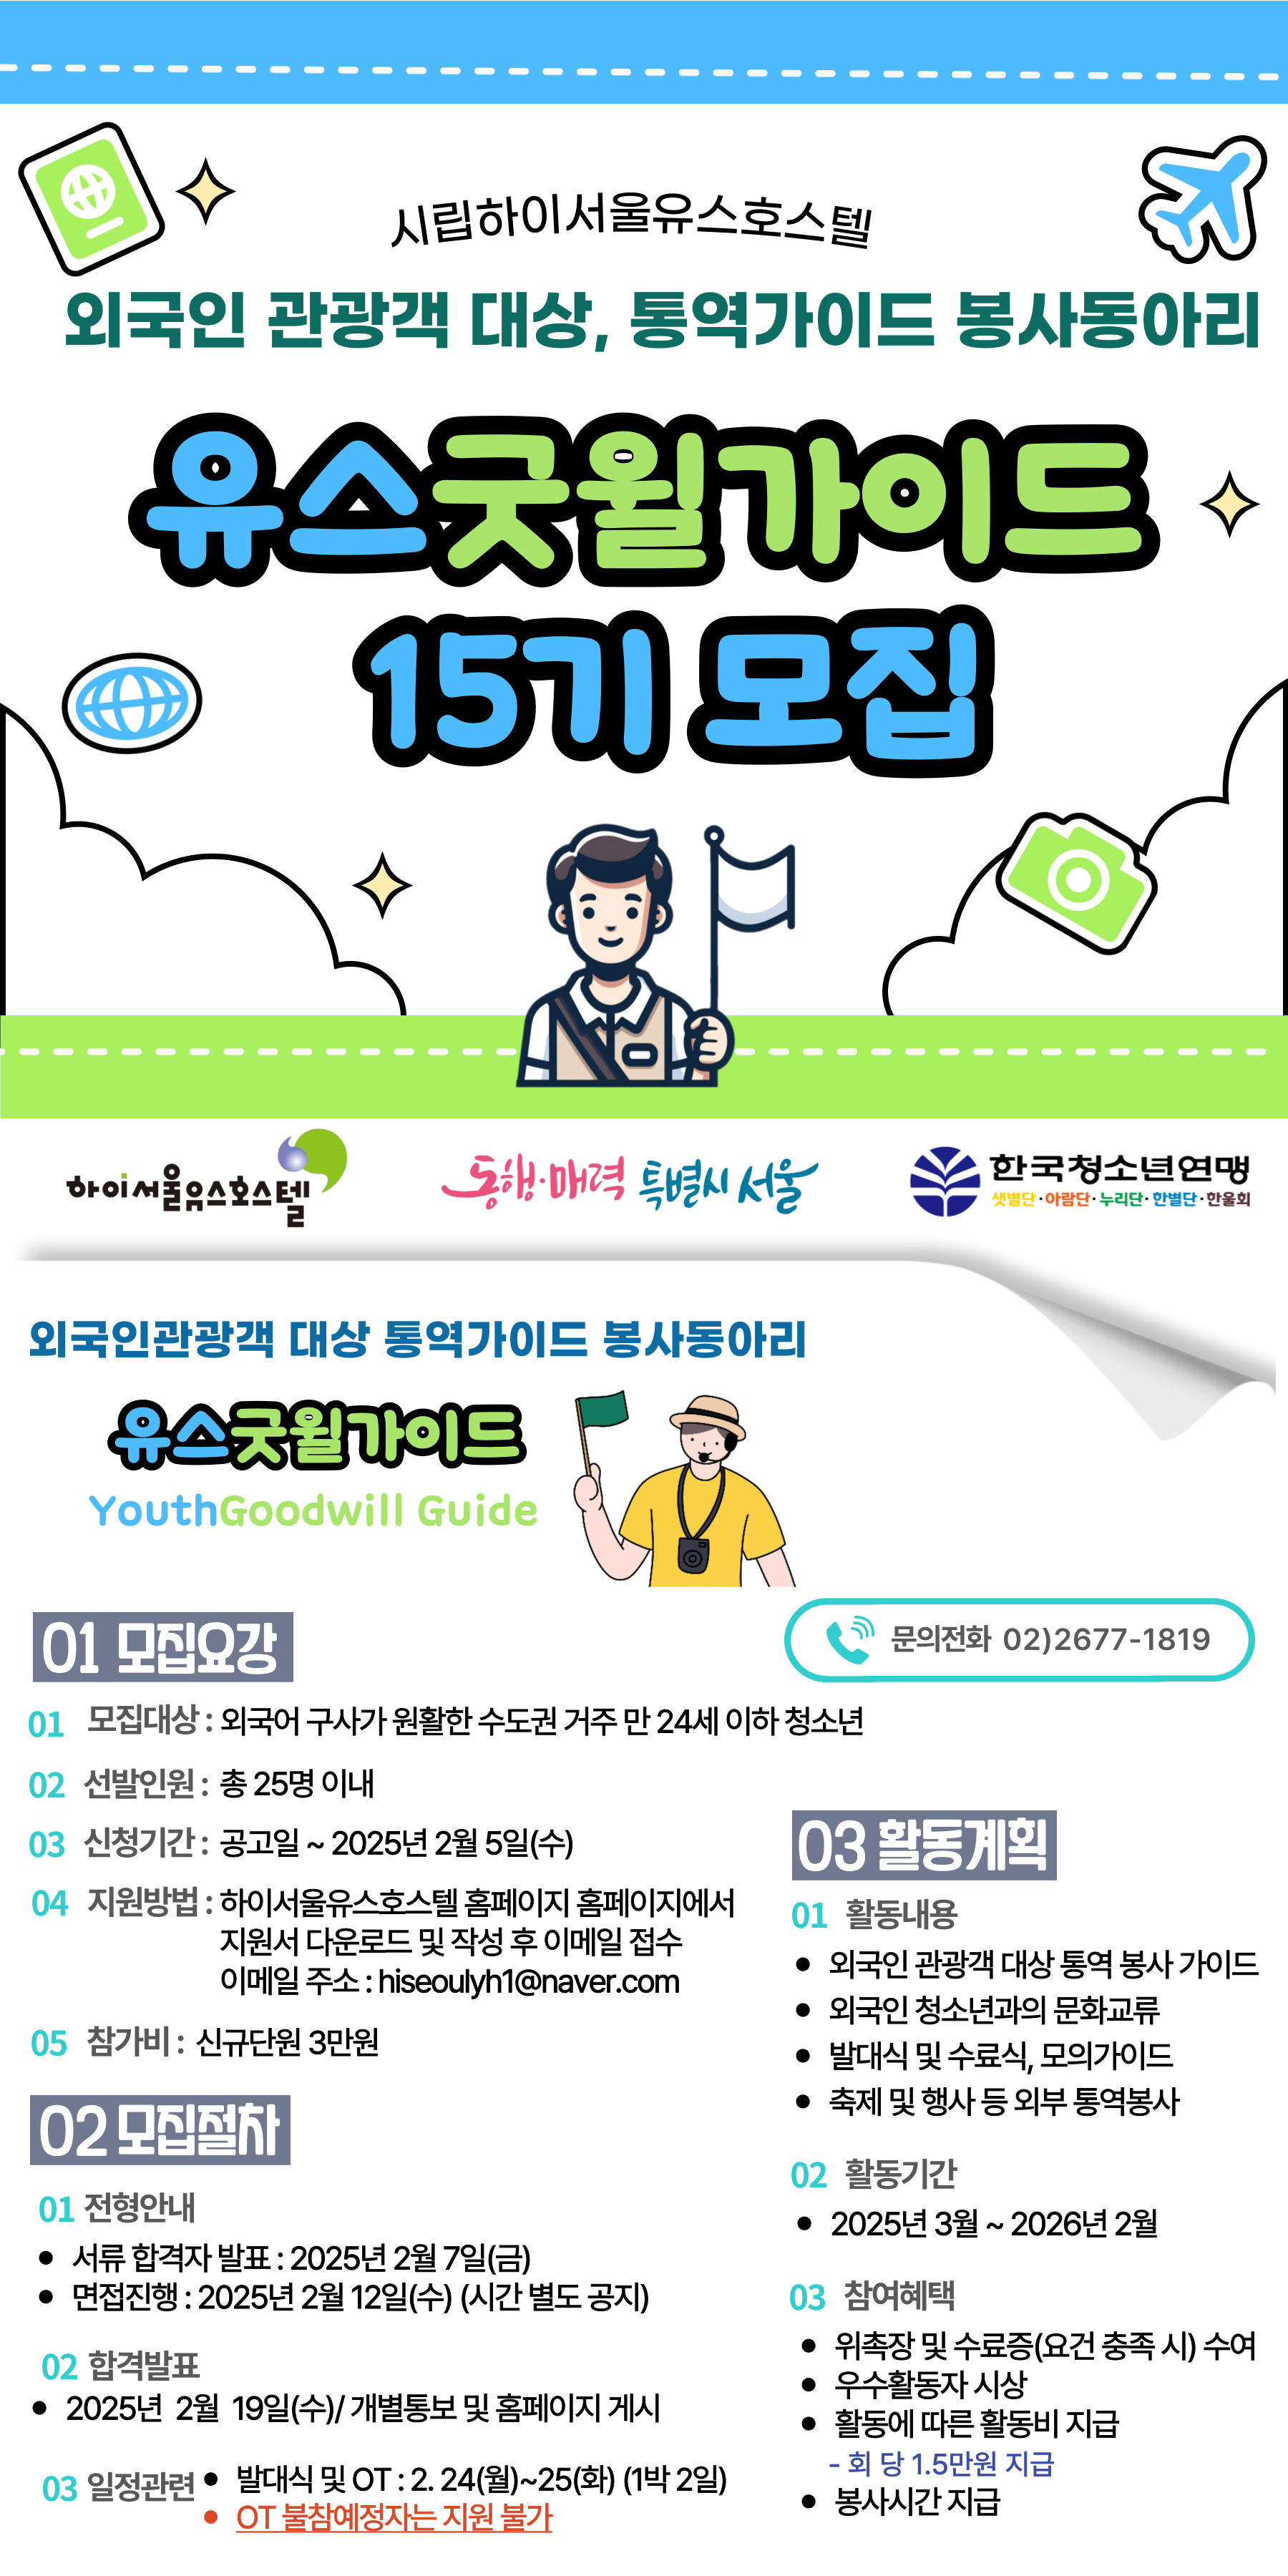 시립하이서울유스호스텔
외국인 관광객 대상, 통역가이드 봉사동아리
유스굿윌가이드
15기 모집
하이서울유스호스텔
동행·매력 특별시 서울
한국청소년연맹
샛별단·아람단·누리단·한별단·한울회
외국인관광객 대상 통역가이드 봉사동아리
유스굿윌가이드
YouthGoodwill Guide
문의전화 02)2677-1819
01 모집요강
01 모집대상 : 외국어 구사가 원활한 수도권 거주 만 24세 이하 청소년
02 선발인원 : 총 25명 이내
03 신청기간 : 공고일 ~ 2025년 2월 5일(수)
04 지원방법 : 하이서울유스호스텔 홈페이지 홈페이지에서
지원서 다운로드 및 작성 후 이메일 접수
이메일 주소 : hiseoulyh1@naver.com
05 참가비 : 신규단원 3만원
02 모집절차
01 전형안내
• 서류 합격자 발표 : 2025년 2월 7일(금)
• 면접진행 : 2025년 2월 12일(수) (시간 별도 공지)
02 합격발표
• 2025년 2월 19일(수)/ 개별통보 및 홈페이지 게시
03 일정관련 • 발대식 및 OT : 2. 24(월)~25(화) (1박 2일)
• OT 불참예정자는 지원 불가
03 활동계획
01 활동내용
• 외국인 관광객 대상 통역 봉사 가이드
• 외국인 청소년과의 문화교류
• 발대식 및 수료식, 모의가이드
• 축제 및 행사 등 외부 통역봉사
02 활동기간
• 2025년 3월 ~ 2026년 2월
03 참여혜택
• 위촉장 및 수료증(요건 충족 시) 수여
• 우수활동자 시상
• 활동에 따른 활동비 지급
- 회 당 1.5만원 지급
• 봉사시간 지급